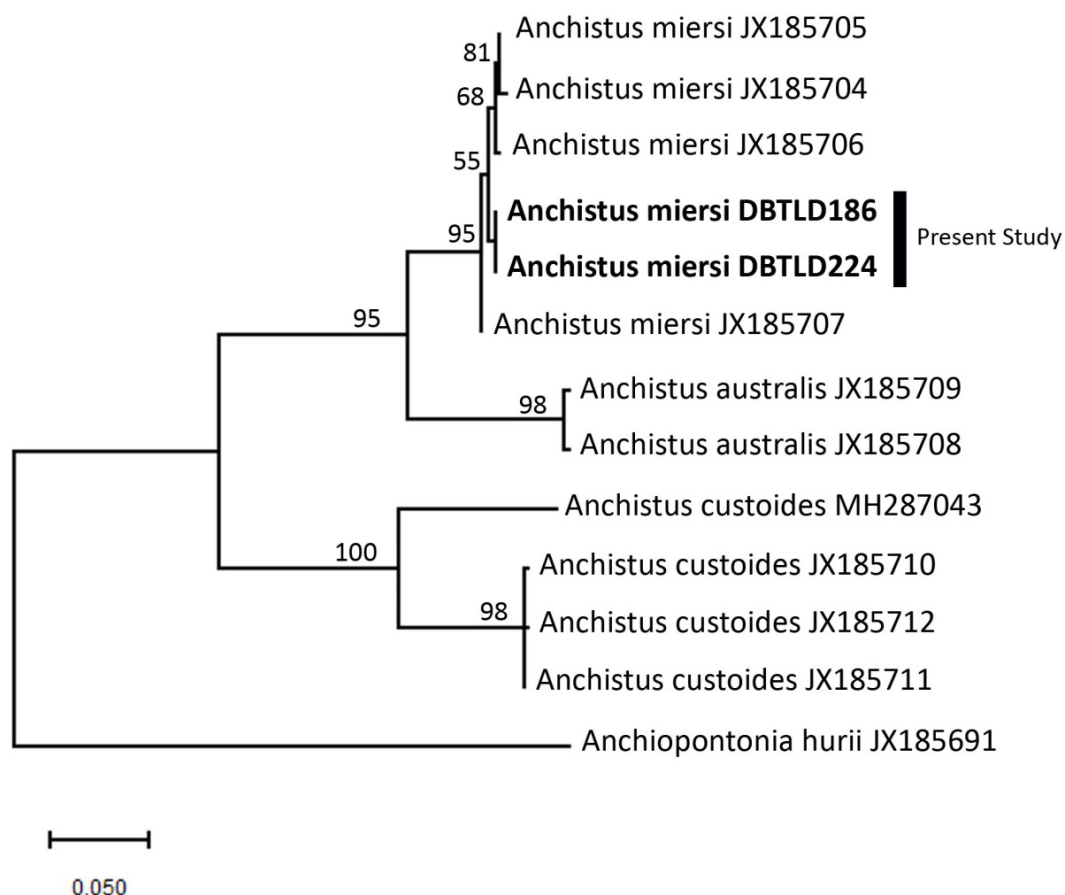 Anchistus miersi JX185705
81
Anchistus miersi JX185704
68
Anchistus miersi JX185706
55
Anchistus miersi DBTLD186
Present Study
95
Anchistus miersi DBTLD224
95
Anchistus miersi JX185707
Anchistus australis JX185709
98
Anchistus australis JX185708
Anchistus custoides MH287043
100
Anchistus custoides JX185710
98
Anchistus custoides JX185712
Anchistus custoides JX185711
Anchiopontonia hurii JX185691
0.050